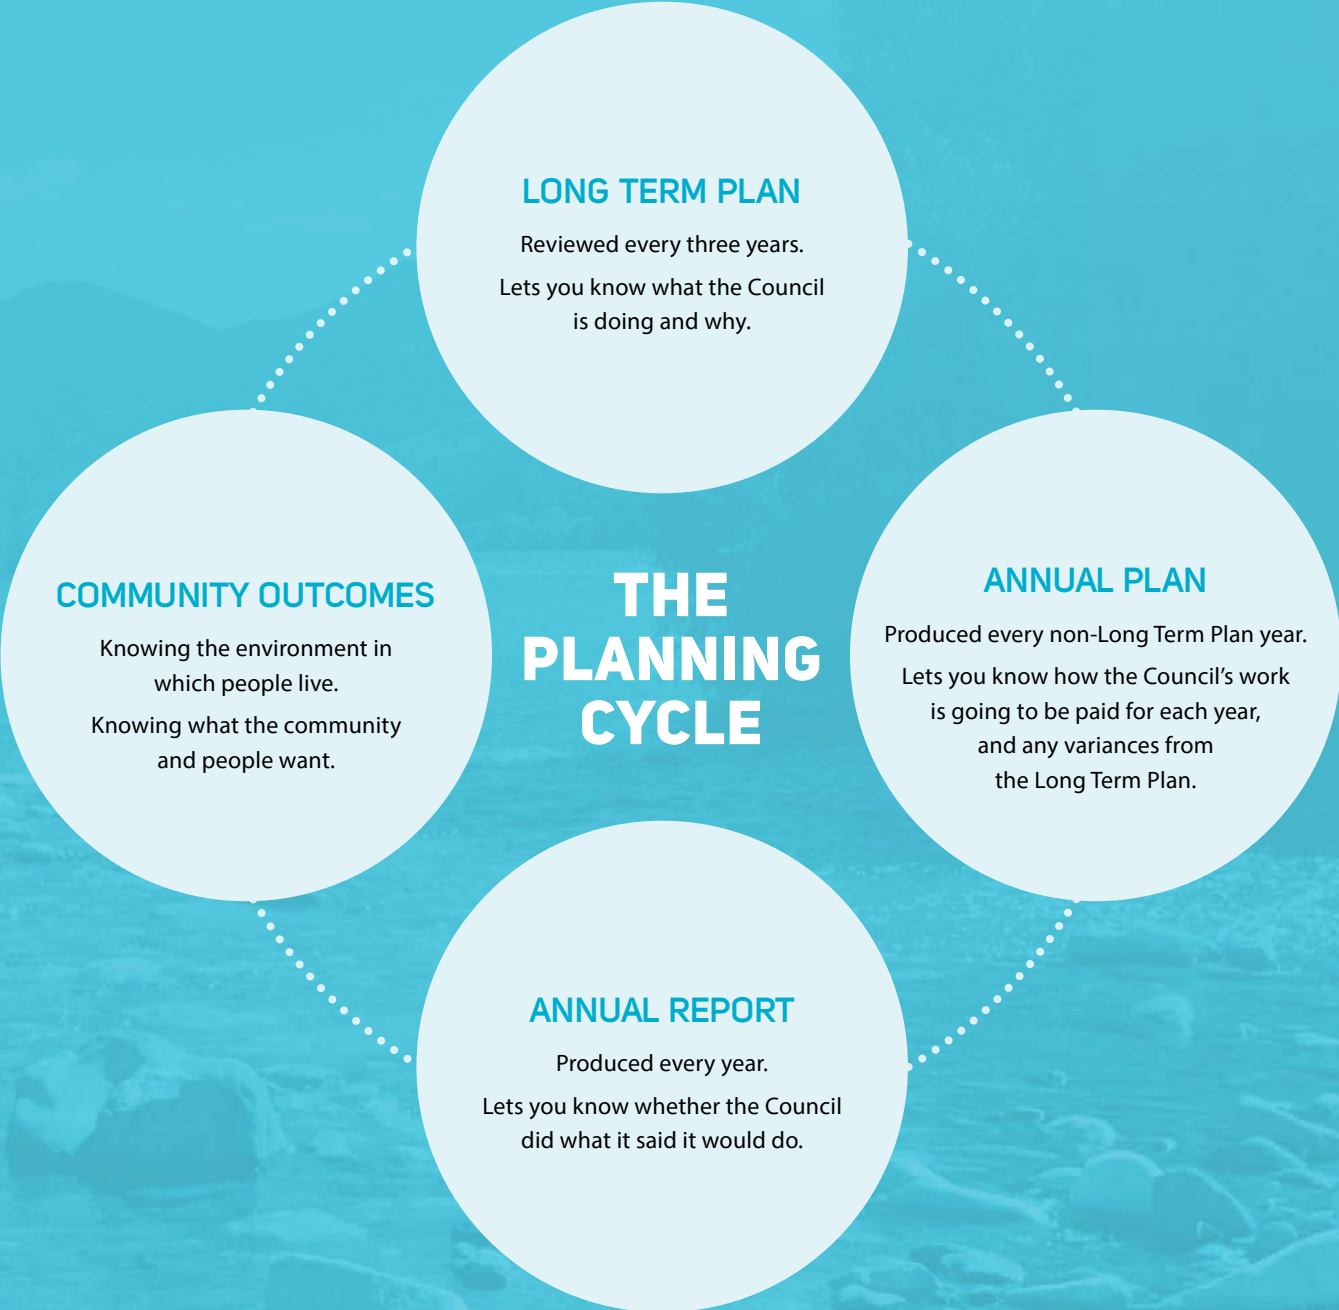 LONG TERM PLAN
Reviewed every three years.
Lets you know what the Council
is doing and why.
COMMUNITY OUTCOMES
Knowing the environment in
which people live.
Knowing what the community
and people want.
THE
PLANNING
CYCLE
ANNUAL PLAN
Produced every non-Long Term Plan year.
Lets you know how the Council’s work
is going to be paid for each year,
and any variances from
the Long Term Plan.
ANNUAL REPORT
Produced every year.
Lets you know whether the Council
did what it said it would do.